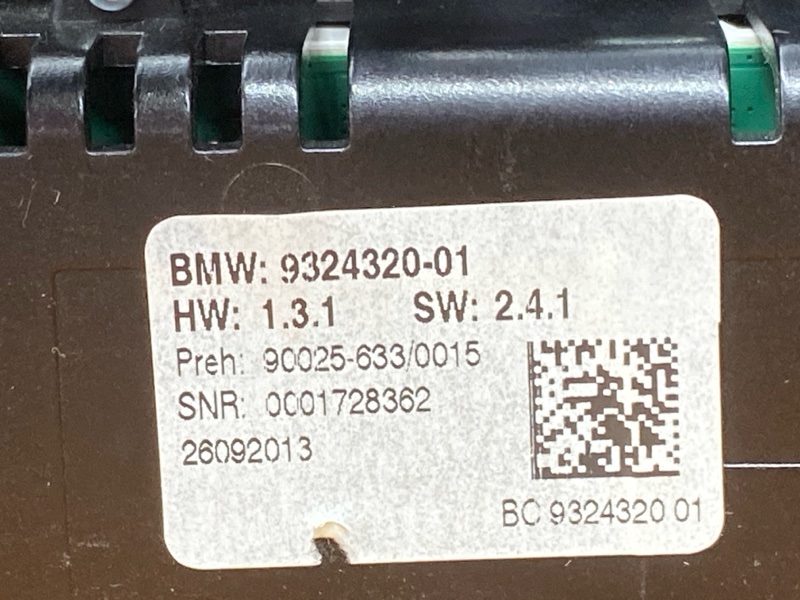 BMW: 9324320-01
HW: 1.3.1 SW: 2.4.1
Preh: 90025-633/0015
SNR: 0001728362
26092013
BC 9324320 01